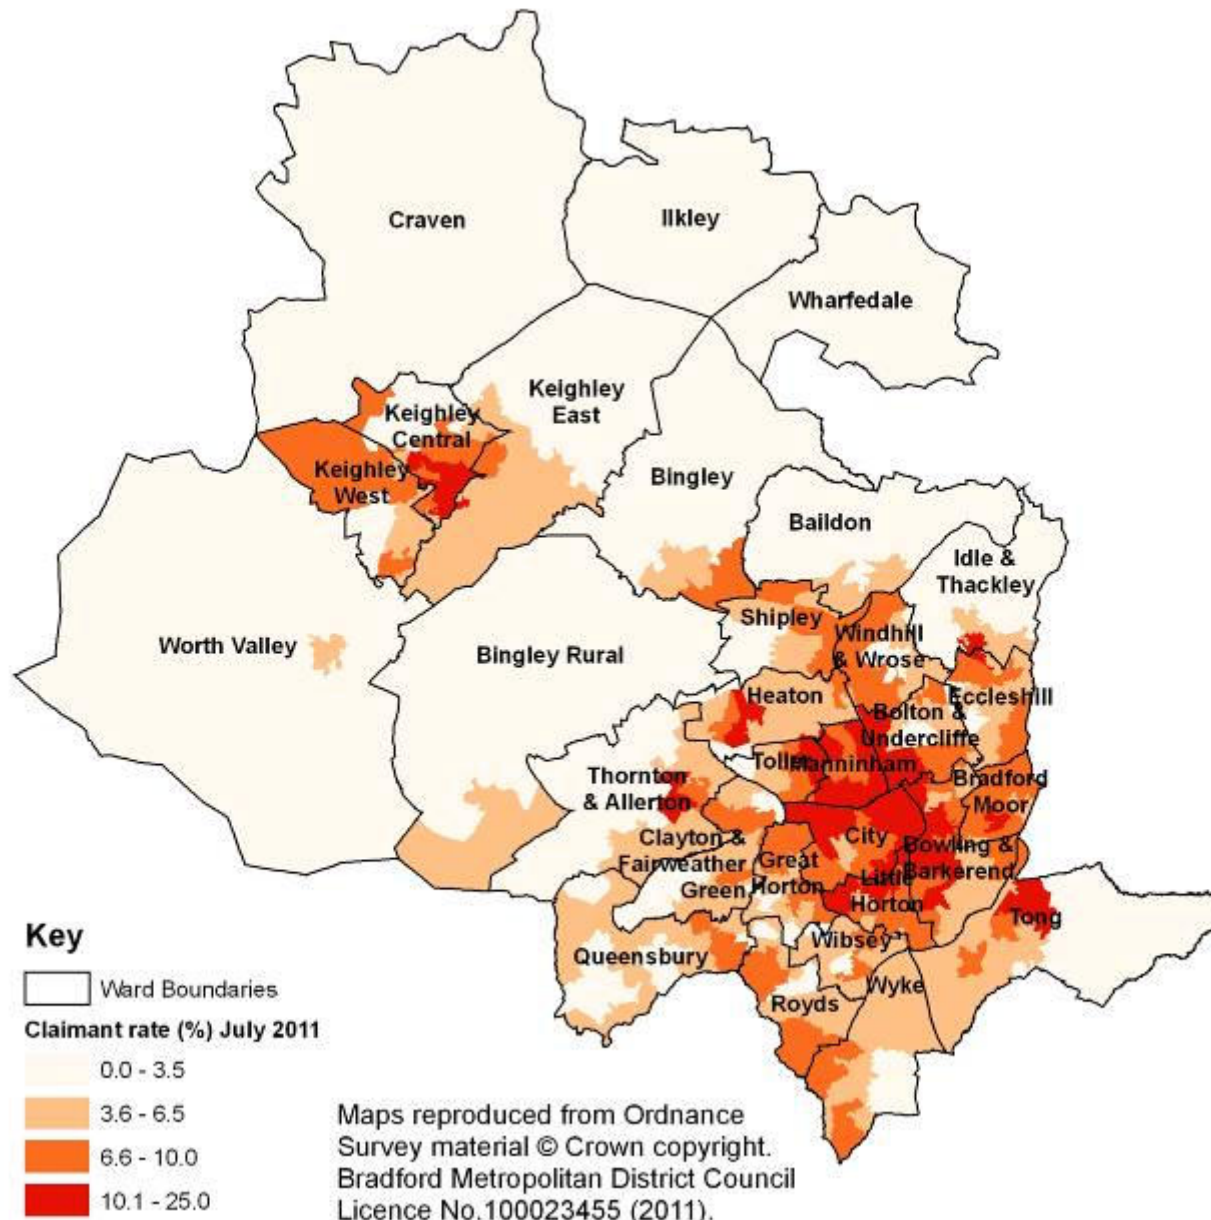 Craven
Ilkley
Wharfedale
Keighley
East
Keighley
Central
Keighley
West
Bingley
Baildon
Idle &
Thackley
Shipley
Windhill
& Wrose
Worth Valley
Bingley Rural
Heaton
Eccleshill
Bolton &
Undercliffe
Toller
Manninham
Thornton
& Allerton
Bradford
Moor
City
Clayton &
Fairweather
Green
Great
Horton
Bowling &
Barkerend
Little
Horton
Tong
Wibsey
Queensbury
Wyke
Royds
Key
Ward Boundaries
Claimant rate (%) July 2011
0.0 - 3.5
3.6 - 6.5
6.6 - 10.0
10.1 - 25.0
Maps reproduced from Ordnance
Survey material © Crown copyright.
Bradford Metropolitan District Council
Licence No.100023455 (2011).